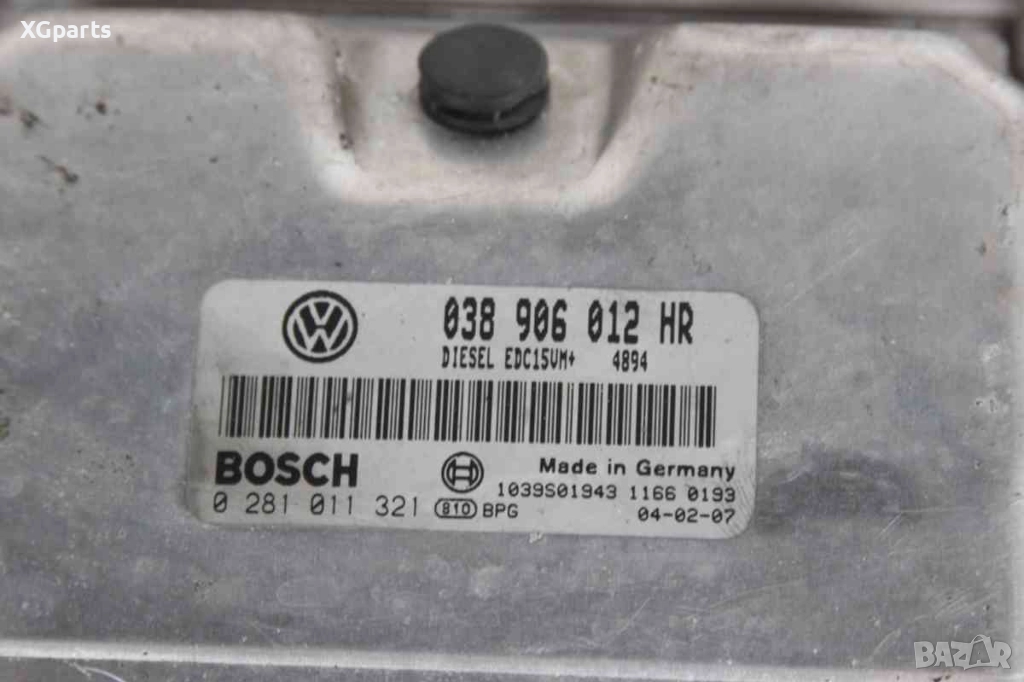 XGparts
VW
038 906 012 HR
DIESEL EDC15VM+ 4894
BOSCH
Made in Germany
1039S01943 1166 0193
0 281 011 321 810 BPG
04-02-07
BAZAR